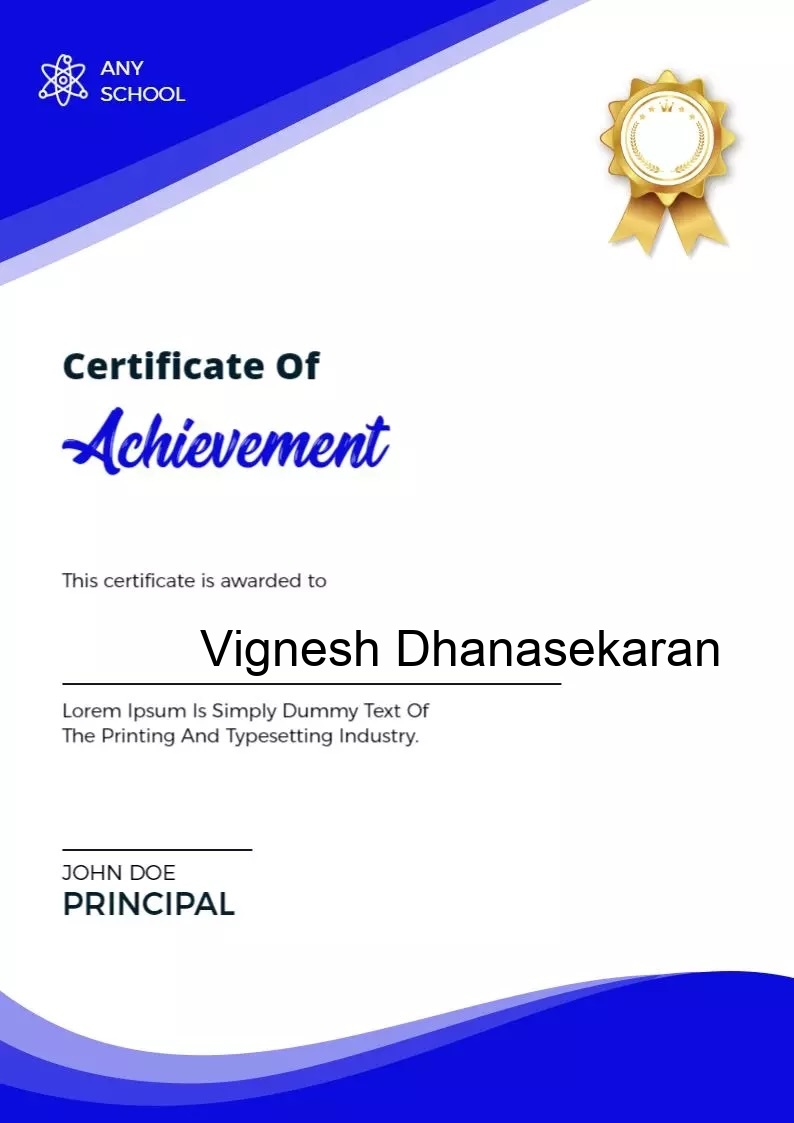 ANY
SCHOOL
Certificate Of
Achievement
This certificate is awarded to
Vignesh Dhanasekaran
Lorem Ipsum Is Simply Dummy Text Of
The Printing And Typesetting Industry.
JOHN DOE
PRINCIPAL